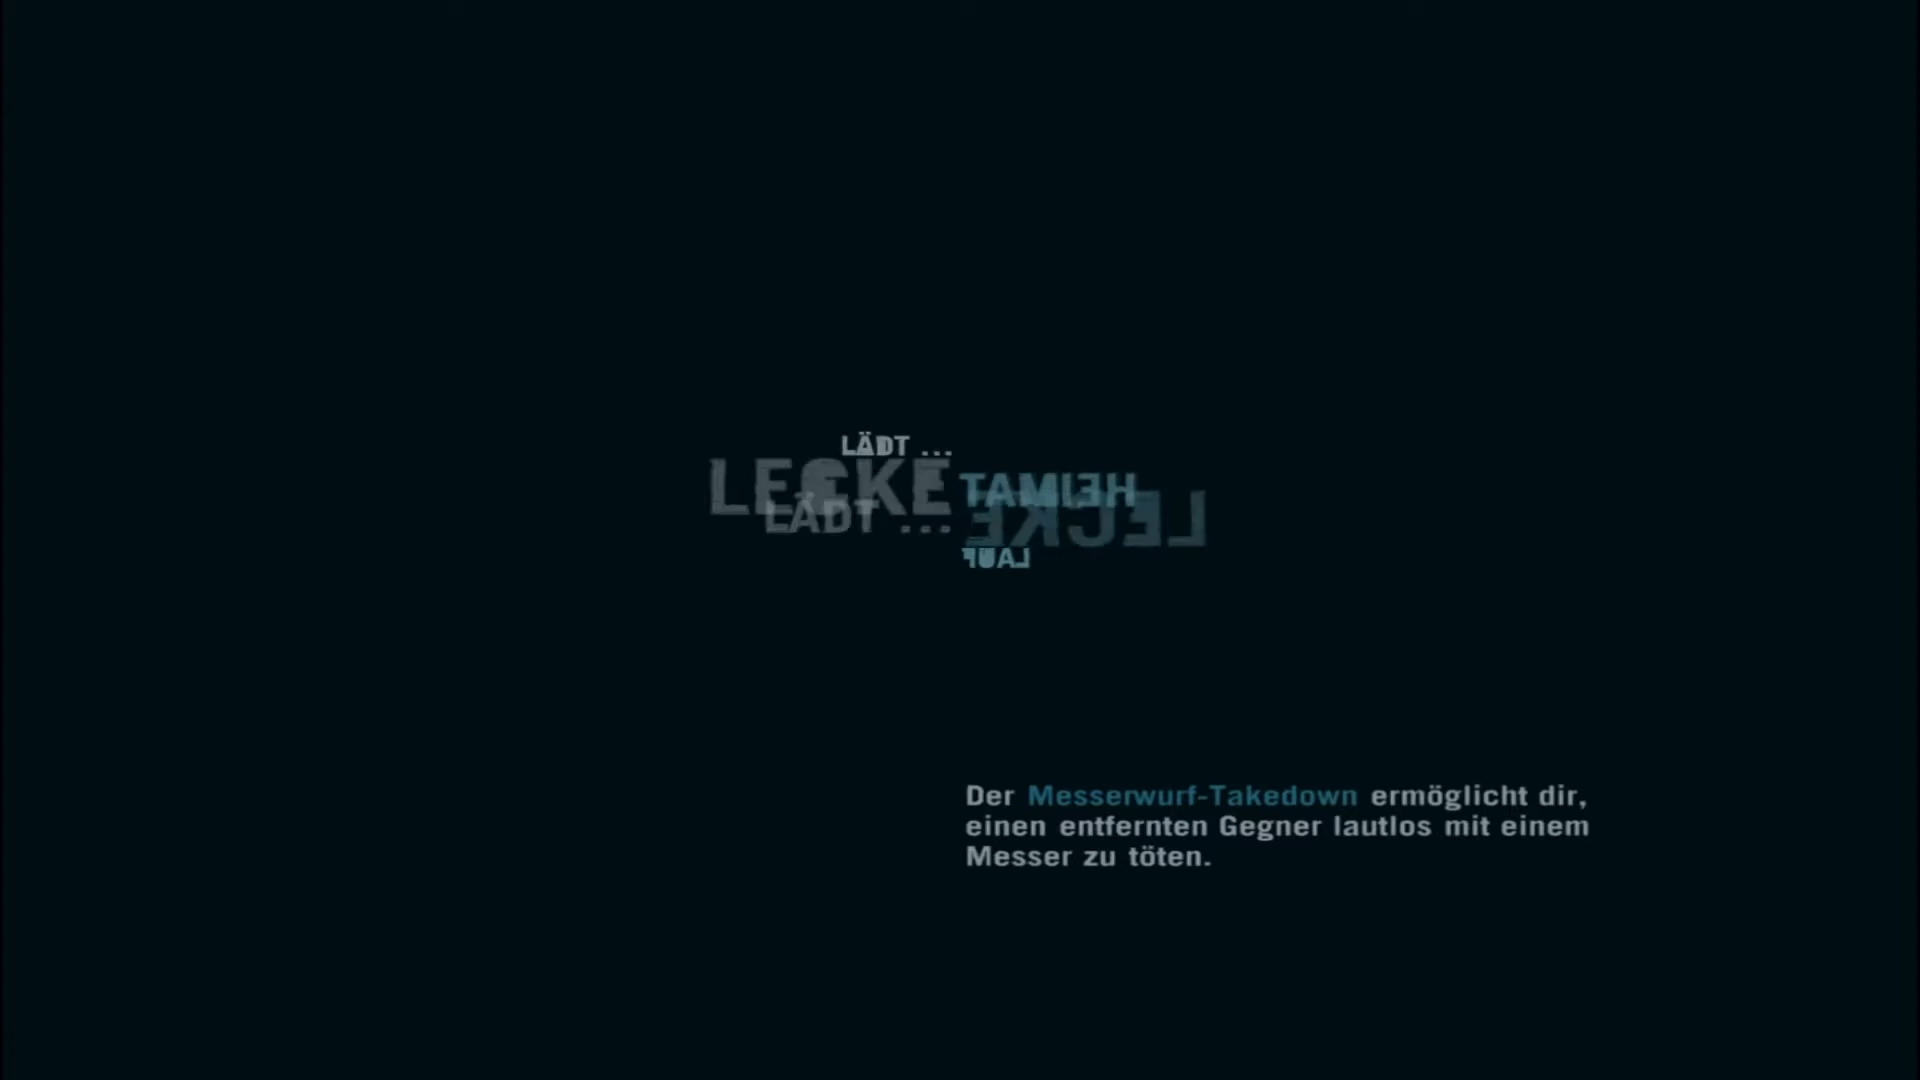 LÄDT ...
LECKE
LÄDT ...
HEIMAT
LECKE
LAUF
Der Messerwurf-Takedown ermöglicht dir,
einen entfernten Gegner lautlos mit einem
Messer zu töten.